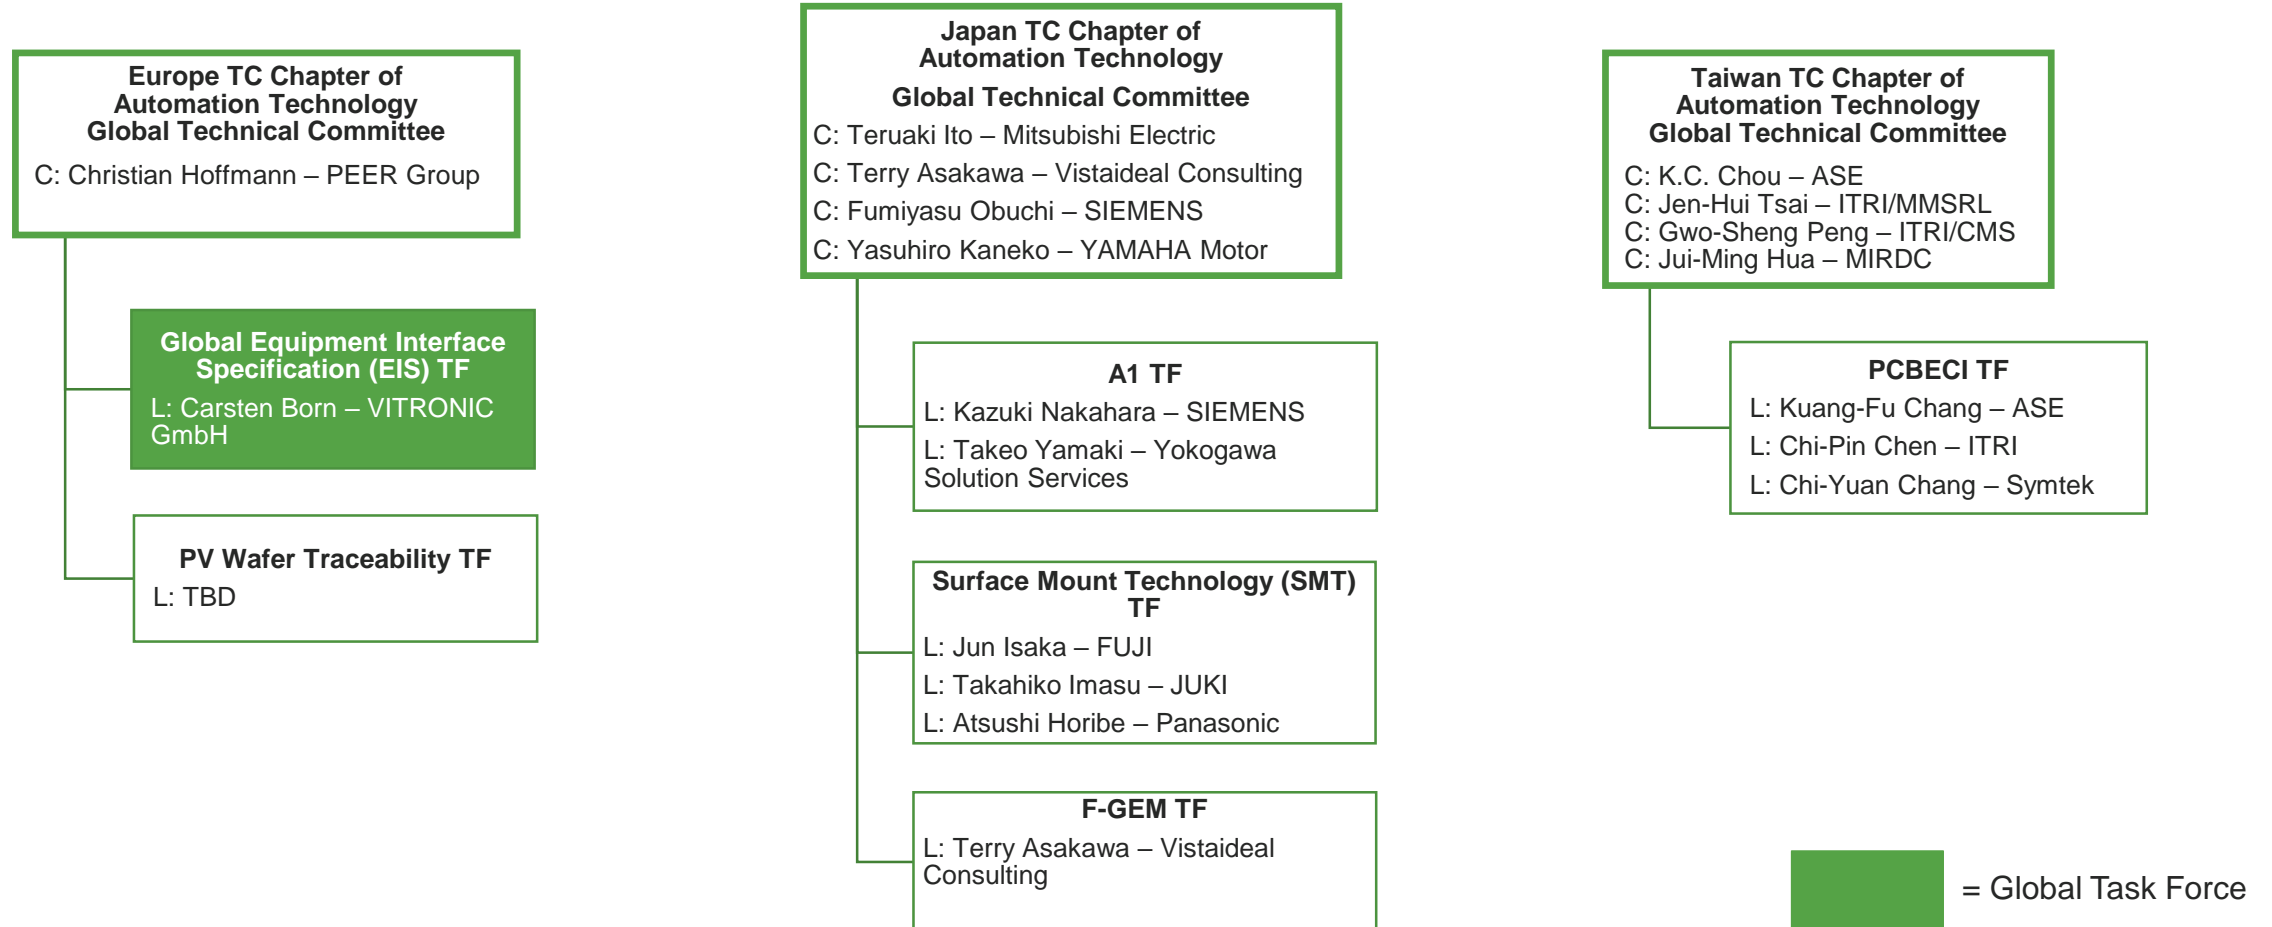 Europe TC Chapter of
Automation Technology
Global Technical Committee
C: Christian Hoffmann – PEER Group
Global Equipment Interface
Specification (EIS) TF
L: Carsten Born – VITRONIC
GmbH
PV Wafer Traceability TF
L: TBD
Japan TC Chapter of
Automation Technology
Global Technical Committee
C: Teruaki Ito – Mitsubishi Electric
C: Terry Asakawa – Vistaideal Consulting
C: Fumiyasu Obuchi – SIEMENS
C: Yasuhiro Kaneko – YAMAHA Motor
A1 TF
L: Kazuki Nakahara – SIEMENS
L: Takeo Yamaki – Yokogawa
Solution Services
Surface Mount Technology (SMT)
TF
L: Jun Isaka – FUJI
L: Takahiko Imasu – JUKI
L: Atsushi Horibe – Panasonic
F-GEM TF
L: Terry Asakawa – Vistaideal
Consulting
Taiwan TC Chapter of
Automation Technology
Global Technical Committee
C: K.C. Chou – ASE
C: Jen-Hui Tsai – ITRI/MMSRL
C: Gwo-Sheng Peng – ITRI/CMS
C: Jui-Ming Hua – MIRDC
PCBECI TF
L: Kuang-Fu Chang – ASE
L: Chi-Pin Chen – ITRI
L: Chi-Yuan Chang – Symtek
= Global Task Force